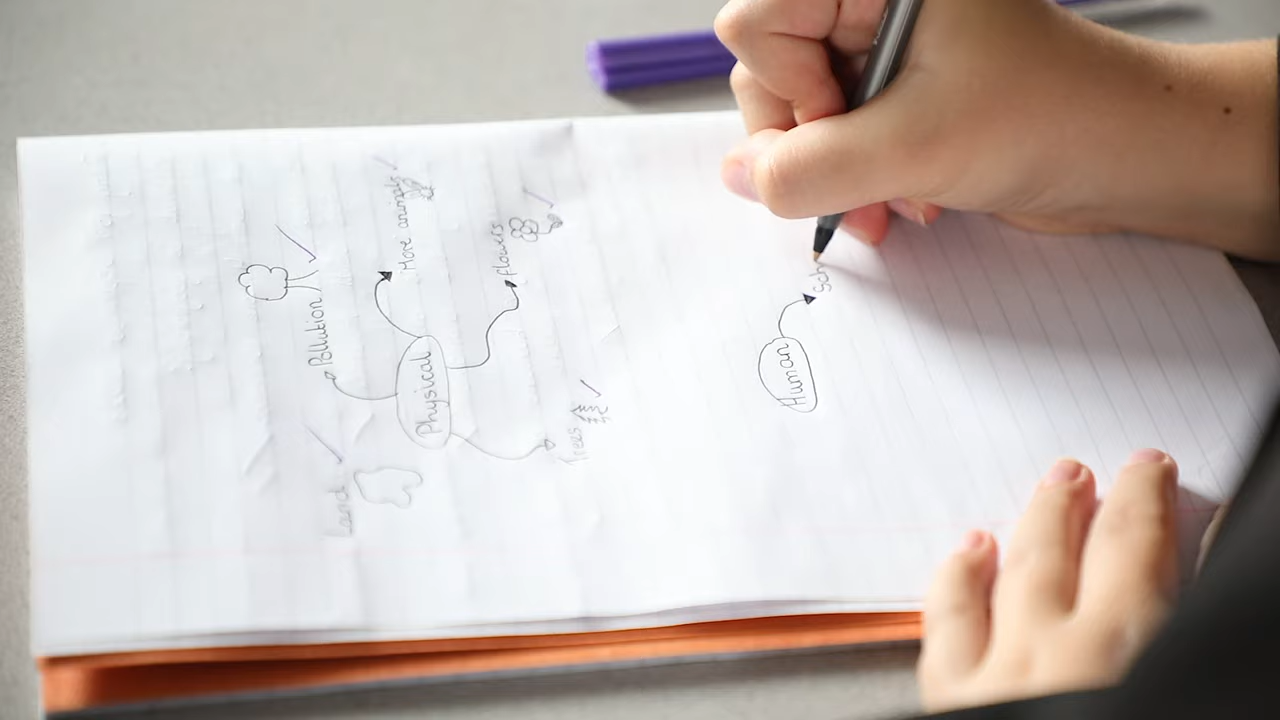 Pollution
More animals
flowers
Land
Physical
Trees
Human
Sch